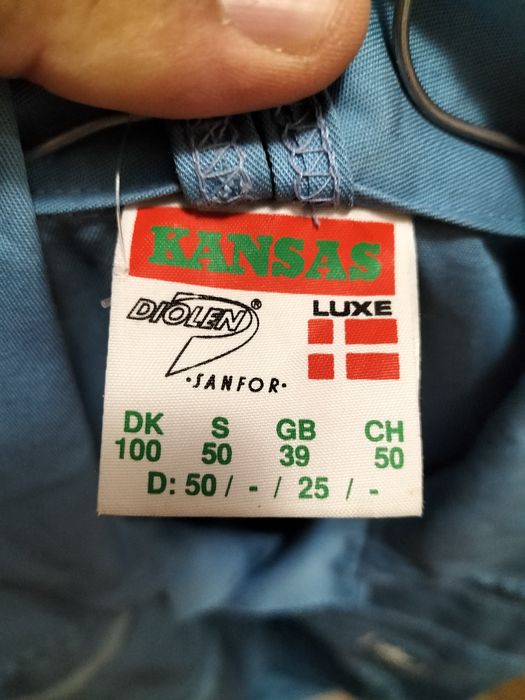 KANSAS
DIOLEN®
LUXE
·SANFOR·
DK S GB CH
100 50 39 50
D: 50 / - / 25 / -